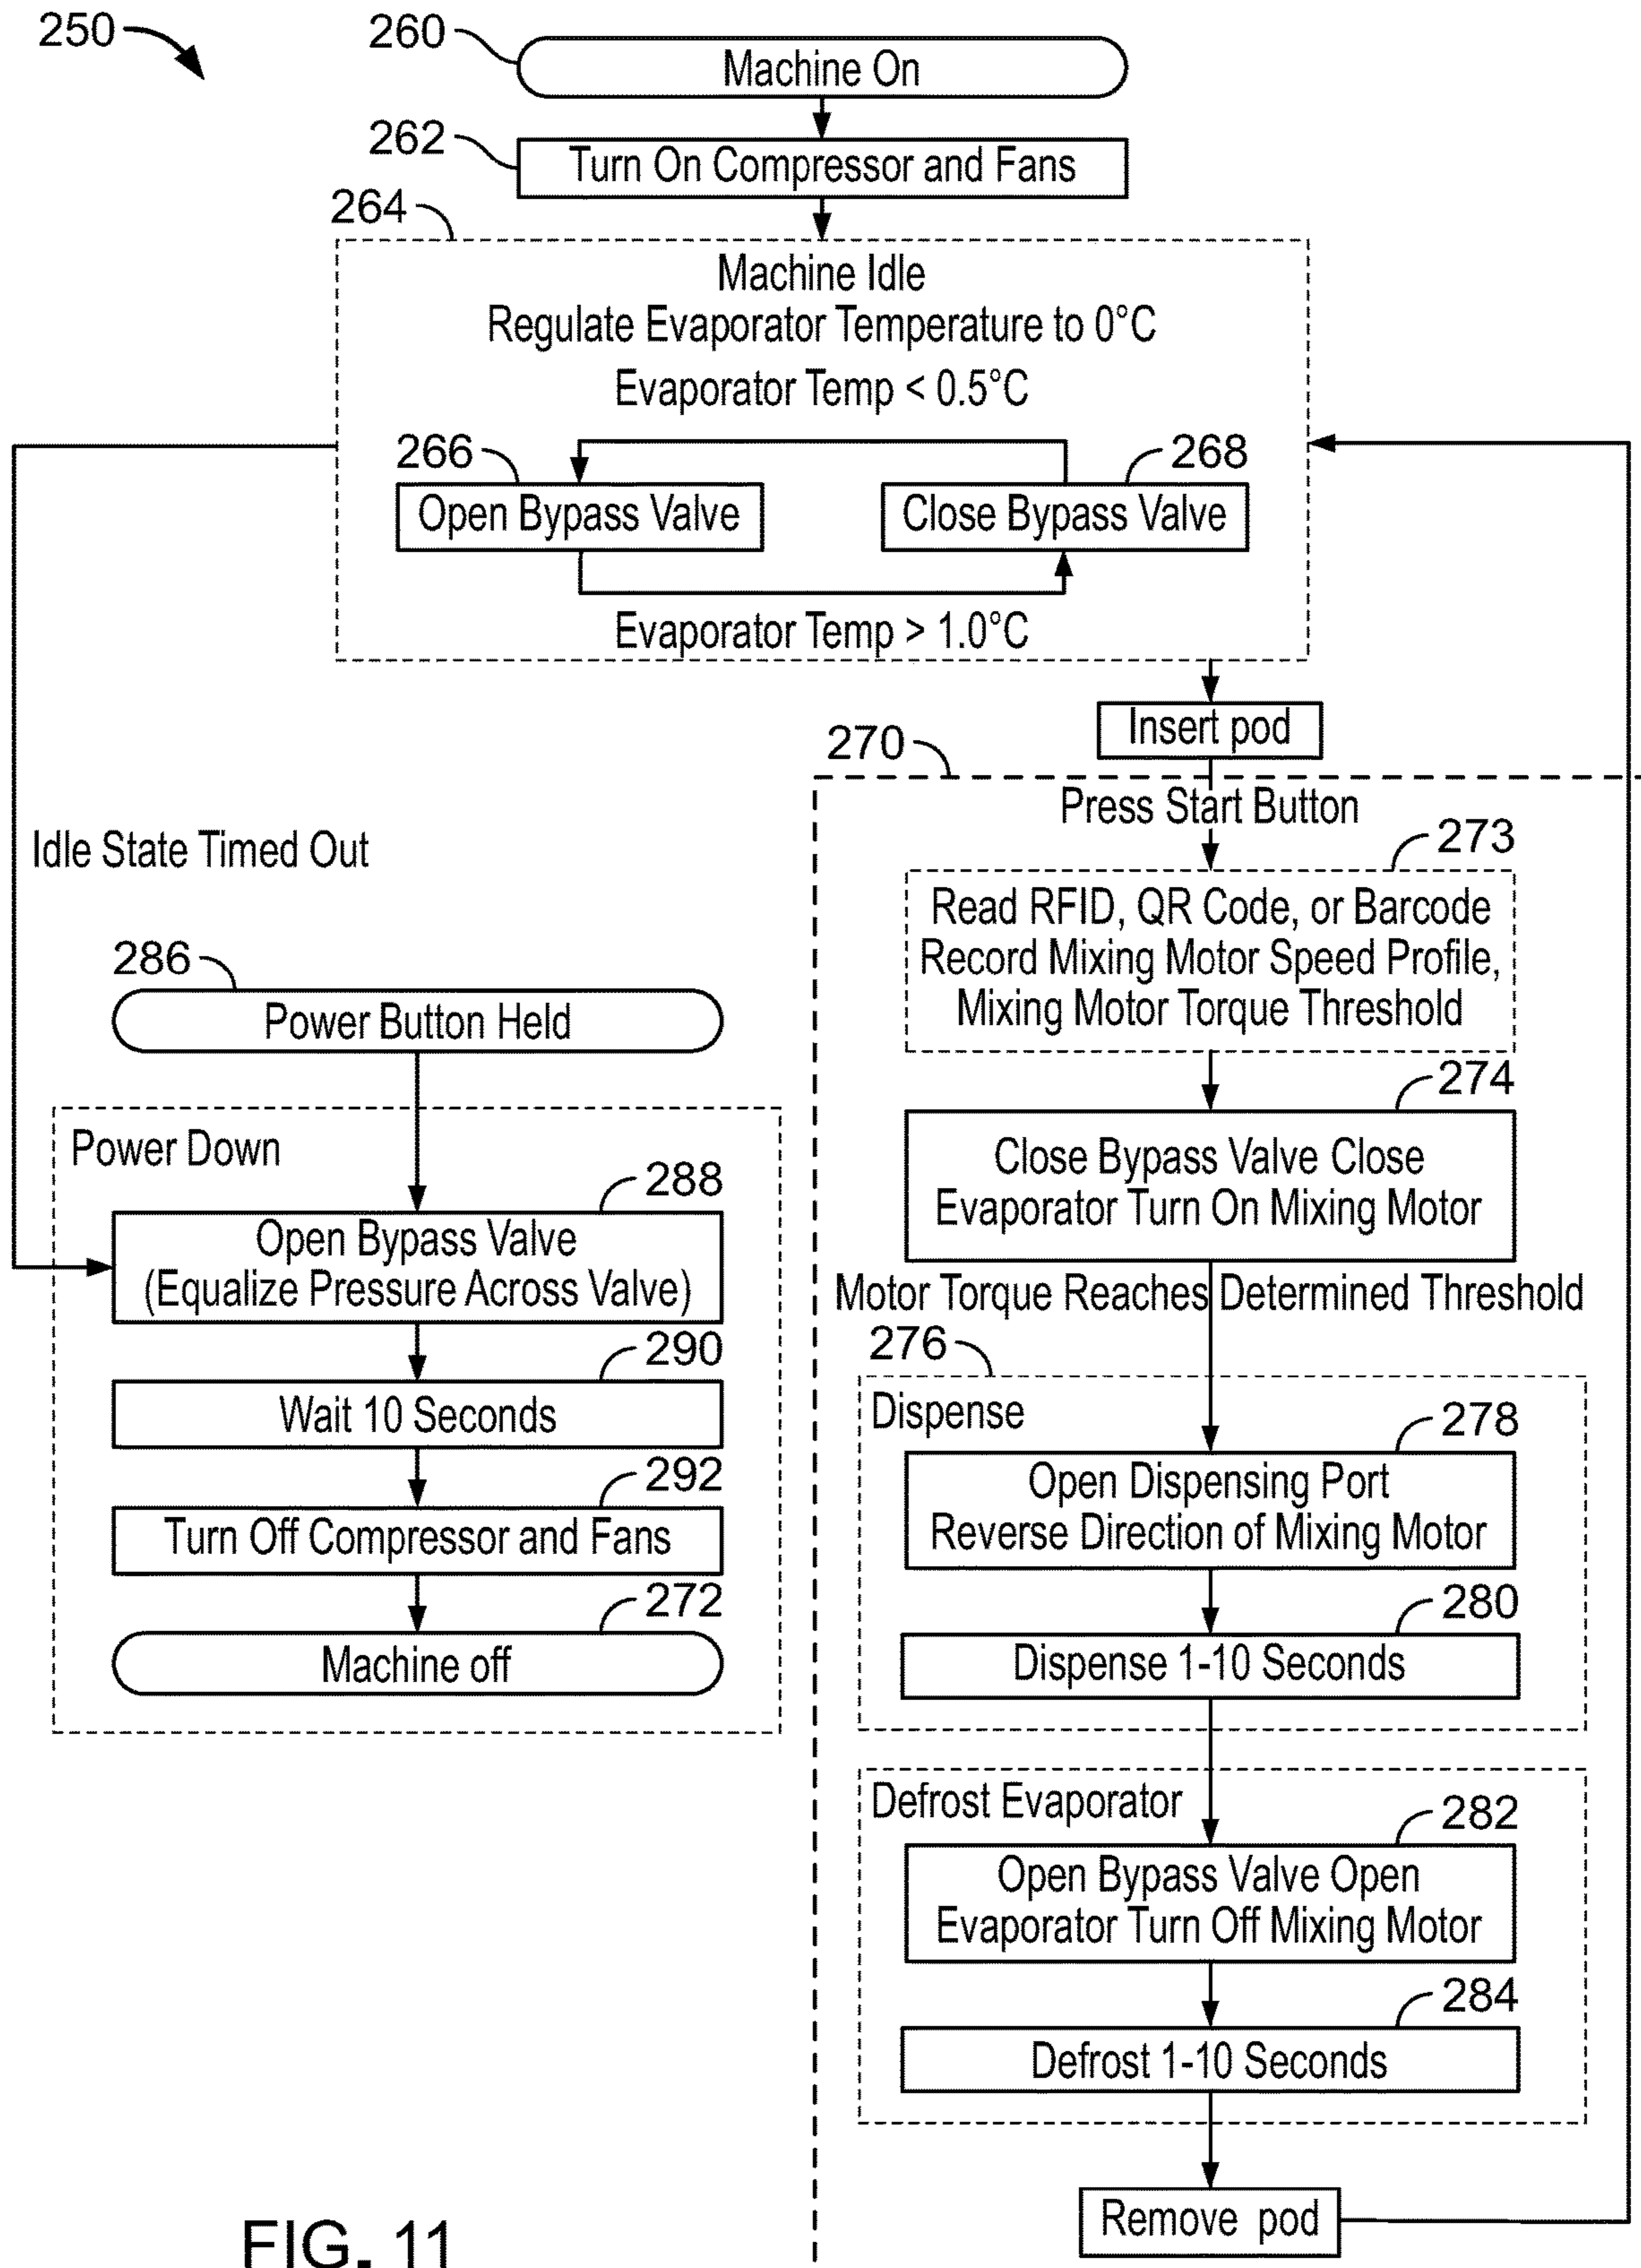 250
260
Machine On
262
Turn On Compressor and Fans
264
Machine Idle
Regulate Evaporator Temperature to 0°C
Evaporator Temp < 0.5°C
266
268
Open Bypass Valve
Close Bypass Valve
Evaporator Temp > 1.0°C
Insert pod
270
Press Start Button
273
Read RFID, QR Code, or Barcode
Record Mixing Motor Speed Profile,
Mixing Motor Torque Threshold
274
Close Bypass Valve Close
Evaporator Turn On Mixing Motor
Motor Torque Reaches Determined Threshold
276
Dispense
278
Open Dispensing Port
Reverse Direction of Mixing Motor
280
Dispense 1-10 Seconds
Defrost Evaporator
282
Open Bypass Valve Open
Evaporator Turn Off Mixing Motor
284
Defrost 1-10 Seconds
Remove pod
Idle State Timed Out
286
Power Button Held
Power Down
288
Open Bypass Valve
(Equalize Pressure Across Valve)
290
Wait 10 Seconds
292
Turn Off Compressor and Fans
272
Machine off
FIG. 11